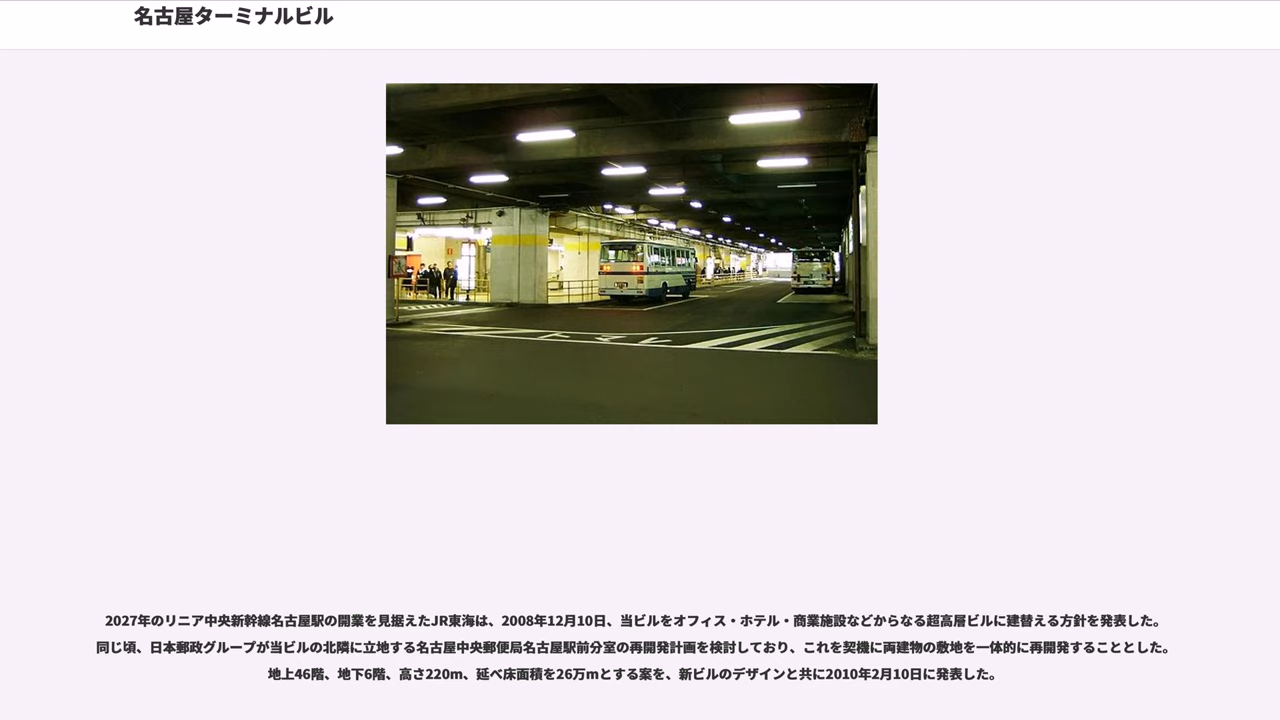 名古屋ターミナルビル
トマレ
2027年のリニア中央新幹線名古屋駅の開業を見据えたJR東海は、2008年12月10日、当ビルをオフィス・ホテル・商業施設などからなる超高層ビルに建替える方針を発表した。
同じ頃、日本郵政グループが当ビルの北隣に立地する名古屋中央郵便局名古屋駅前分室の再開発計画を検討しており、これを契機に両建物の敷地を一体的に再開発することとした。
地上46階、地下6階、高さ220m、延べ床面積を26万mとする案を、新ビルのデザインと共に2010年2月10日に発表した。